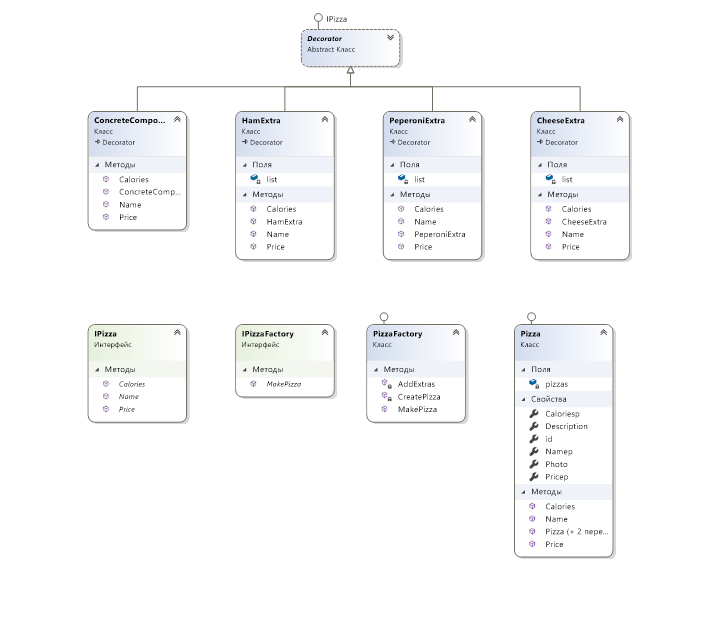 IPizza
Decorator
Abstract Класс
ConcreteCompo...
Класс
Decorator
Методы
Calories
ConcreteComp...
Name
Price
HamExtra
Класс
Decorator
Поля
list
Методы
Calories
HamExtra
Name
Price
PeperoniExtra
Класс
Decorator
Поля
list
Методы
Calories
Name
PeperoniExtra
Price
CheeseExtra
Класс
Decorator
Поля
list
Методы
Calories
CheeseExtra
Name
Price
IPizza
Интерфейс
Методы
Calories
Name
Price
IPizzaFactory
Интерфейс
Методы
MakePizza
PizzaFactory
Класс
Методы
AddExtras
CreatePizza
MakePizza
Pizza
Класс
Поля
pizzas
Свойства
Caloriesp
Description
id
Namep
Photo
Pricep
Методы
Calories
Name
Pizza (+ 2 пере...
Price